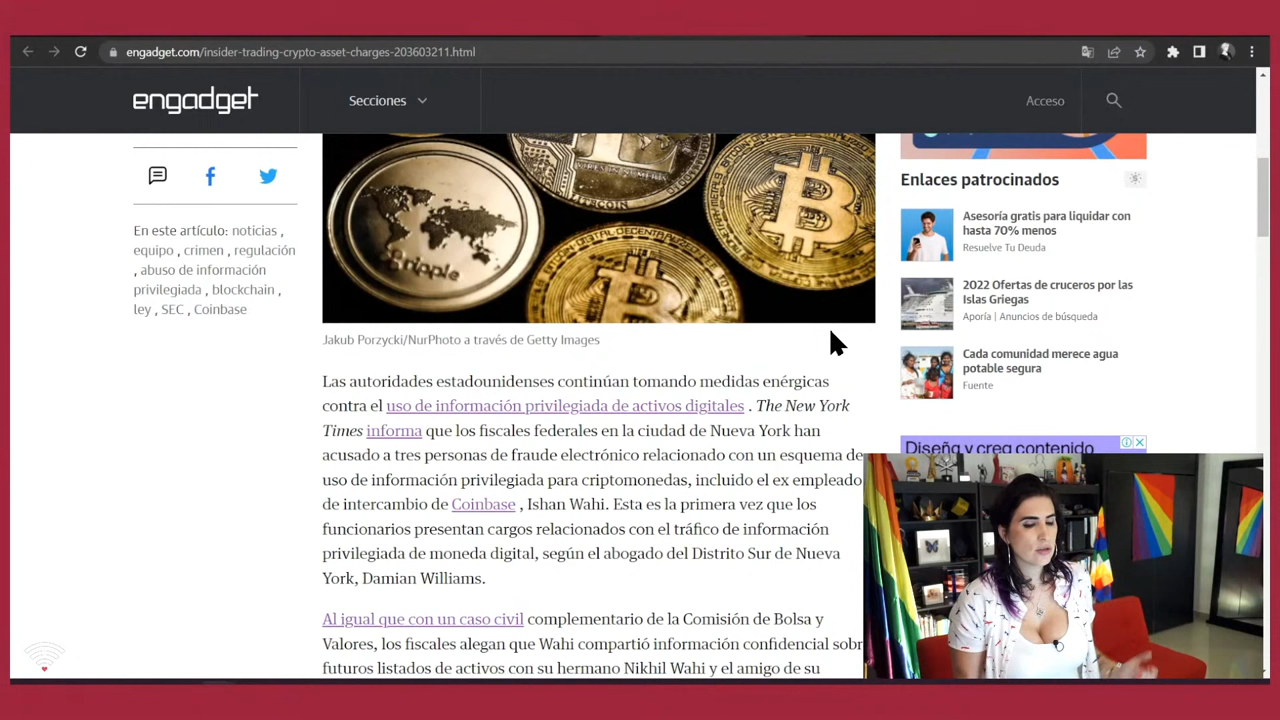 engadget.com/insider-trading-crypto-asset-charges-203603211.html
engadget
Secciones
Acceso
En este artículo: noticias ,
equipo , crimen , regulación
, abuso de información
privilegiada , blockchain ,
ley , SEC , Coinbase
ripple
LITECOIN
BITCOIN
DIGITAL DECENTRALIZED PEER
Jakub Porzycki/NurPhoto a través de Getty Images
Las autoridades estadounidenses continúan tomando medidas enérgicas
contra el uso de información privilegiada de activos digitales . The New York
Times informa que los fiscales federales en la ciudad de Nueva York han
acusado a tres personas de fraude electrónico relacionado con un esquema de
uso de información privilegiada para criptomonedas, incluido el ex empleado
de intercambio de Coinbase , Ishan Wahi. Esta es la primera vez que los
funcionarios presentan cargos relacionados con el tráfico de información
privilegiada de moneda digital, según el abogado del Distrito Sur de Nueva
York, Damian Williams.
Al igual que con un caso civil complementario de la Comisión de Bolsa y
Valores, los fiscales alegan que Wahi compartió información confidencial sobr
futuros listados de activos con su hermano Nikhil Wahi y el amigo de su
Enlaces patrocinados
Asesoría gratis para liquidar con
hasta 70% menos
Resuelve Tu Deuda
2022 Ofertas de cruceros por las
Islas Griegas
Aporía | Anuncios de búsqueda
Cada comunidad merece agua
potable segura
Fuente
Diseña y crea contenido